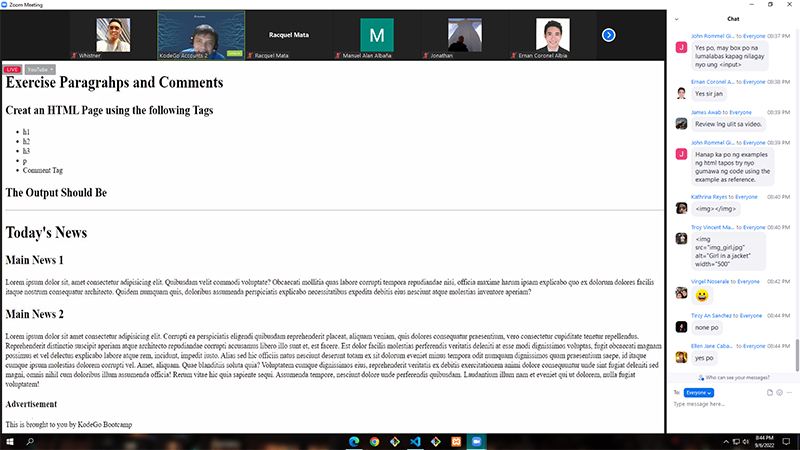 Zoom Meeting
Whistner
KodeGo Accounts 2
Racquel Mata
Racquel Mata
M
Manuel Alan Albaña
Jonathan
Ernan Coronel Albia
LIVE
YouTube
Exercise Paragrahps and Comments
Creat an HTML Page using the following Tags
h1
h2
h3
p
Comment Tag
The Output Should Be
Today's News
Main News 1
Lorem ipsum dolor sit, amet consectetur adipisicing elit. Quibusdam velit commodi voluptate? Obcaecati mollitia quas labore corrupti tempora repudiandae nisi, officia maxime harum ipsam explicabo quo ex dolorum dolores facilis
itaque nostrum consequatur architecto. Quidem numquam quis, doloribus assumenda perspiciatis explicabo necessitatibus expedita debitis eius nesciunt atque molestias inventore aperiam?
Main News 2
Lorem ipsum dolor sit amet consectetur adipisicing elit. Corrupti ea perspiciatis eligendi quibusdam reprehenderit placeat, aliquam veniam, quis dolores consequatur praesentium, vero consectetur cupiditate tenetur repellendus.
Reprehenderit distinctio suscipit aperiam atque architecto repudiandae corrupti accusamus libero illo sunt et, est facere. Est dolor facilis molestias perferendis veritatis deleniti at esse modi dignissimos voluptas, fugit obcaecati magnam
possimus et vel delectus explicabo labore atque rem, incidunt, impedit iusto. Alias sed hic officiis natus nesciunt deserunt totam ex sit dolorum eveniet minus tempora odit numquam dignissimos quam praesentium saepe, id itaque
cumque ipsum molestias dolorem corrupti vel. Amet, aliquam. Quae blanditiis soluta quia? Voluptatem cumque dignissimos eius, reprehenderit veritatis ex debitis exercitationem animi dolore consequuntur unde sint fugiat deleniti sed
magni, omnis nihil cum doloribus illum assumenda officia! Rerum vitae hic quia sapiente sequi. Assumenda tempore, nesciunt dolore unde perferendis quibusdam. Laudantium illum nam et eveniet qui ut dolorem, nulla fugiat
voluptatem!
Advertisement
This is brought to you by KodeGo Bootcamp
Chat
John Rommel Gi... to Everyone 08:37 PM
J
Yes po, may box po na
lumalabas kapag nilagay
nyo ung <input>
Ernan Coronel A... to Everyone 08:38 PM
Yes sir jan
James Awab to Everyone 08:39 PM
Review ing ulit sa video.
John Rommel Gi... to Everyone 08:39 PM
J
Hanap ka po ng examples
ng html tapos try nyo
gumawa ng code using the
example as reference.
Kathrina Reyes to Everyone 08:40 PM
<img></img>
Troy Vincent Ma... to Everyone 08:40 PM
<img
src="img_girl.jpg"
alt="Girl in a jacket"
width="500"
Virgel Noserale to Everyone 08:42 PM
Tincy An Sanchez to Everyone 08:44 PM
none po
Ellen Jane Caba... to Everyone 08:44 PM
yes po
Who can see your messages?
To: Everyone
Type message here...
8:44 PM
9/6/2022